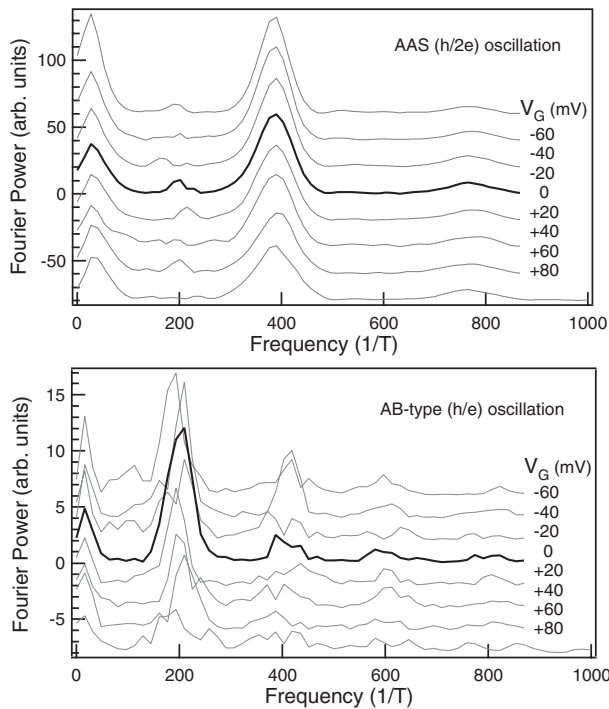 AAS (h/2e) oscillation
Fourier Power (arb. units)
100
50
0
-50
V_G (mV)
-60
-40
-20
0
+20
+40
+60
+80
0 200 400 600 800 1000
Frequency (1/T)
AB-type (h/e) oscillation
Fourier Power (arb. units)
15
10
5
0
-5
V_G (mV)
-60
-40
-20
0
+20
+40
+60
+80
0 200 400 600 800 1000
Frequency (1/T)